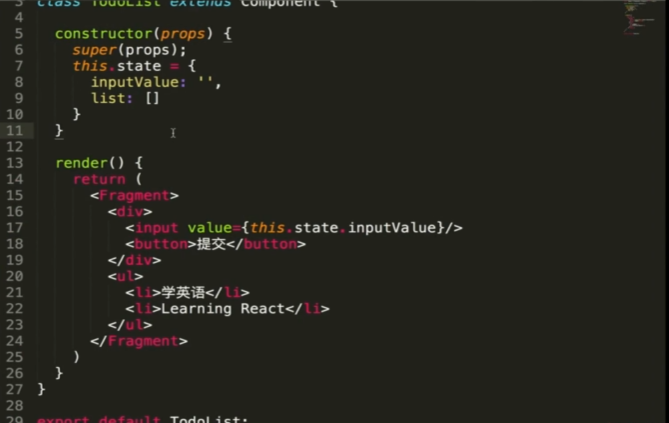 3 class TodoList extends Component {
4
5   constructor(props) {
6     super(props);
7     this.state = {
8       inputValue: '',
9       list: []
10     }
11   }
12
13   render() {
14     return (
15       <Fragment>
16         <div>
17           <input value={this.state.inputValue}/>
18           <button>提交</button>
19         </div>
20         <ul>
21           <li>学英语</li>
22           <li>Learning React</li>
23         </ul>
24       </Fragment>
25     )
26   }
27 }
28
29 export default TodoList;